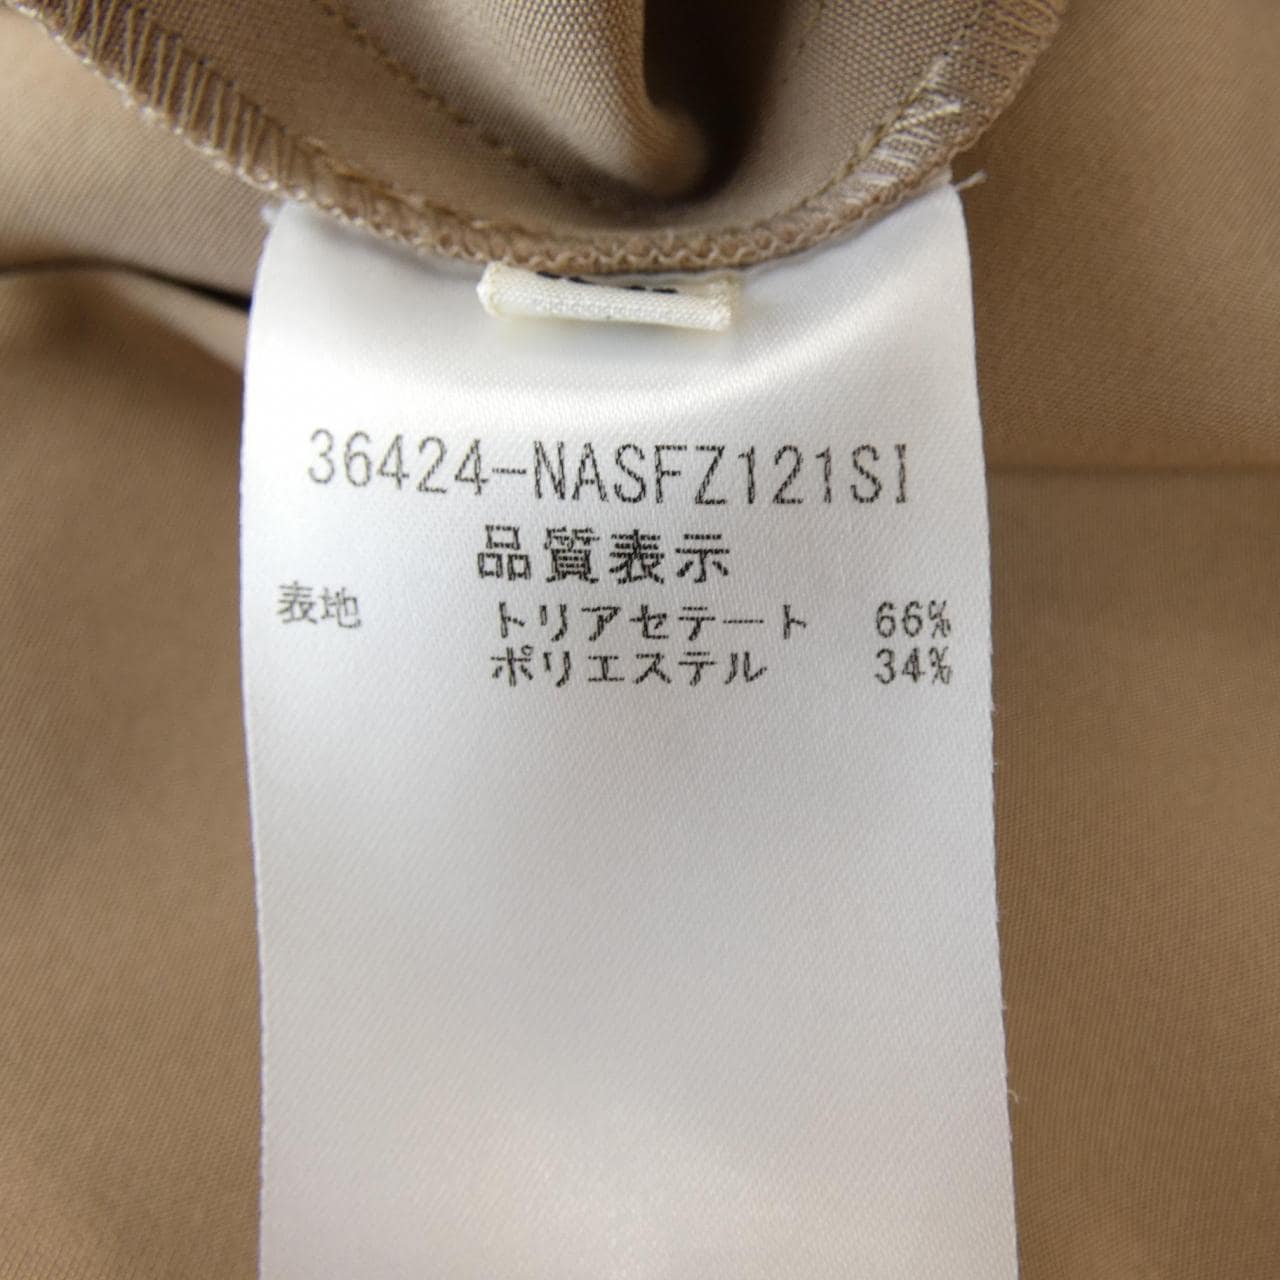 36424-NASFZ121SI
品質表示
表地 トリアセテート 66%
ポリエステル 34%